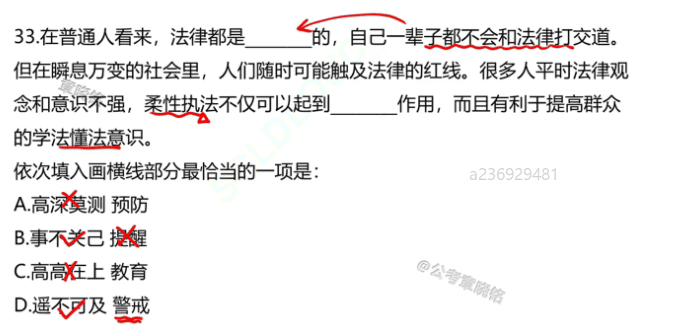 33.在普通人看来，法律都是________的，自己一辈子都不会和法律打交道。
但在瞬息万变的社会里，人们随时可能触及法律的红线。很多人平时法律观
念和意识不强，柔性执法不仅可以起到________作用，而且有利于提高群众
的学法懂法意识。
依次填入画横线部分最恰当的一项是：
a236929481
A.高深莫测 预防
B.事不关己 提醒
C.高高在上 教育
@公考章晓铭
D.遥不可及 警戒